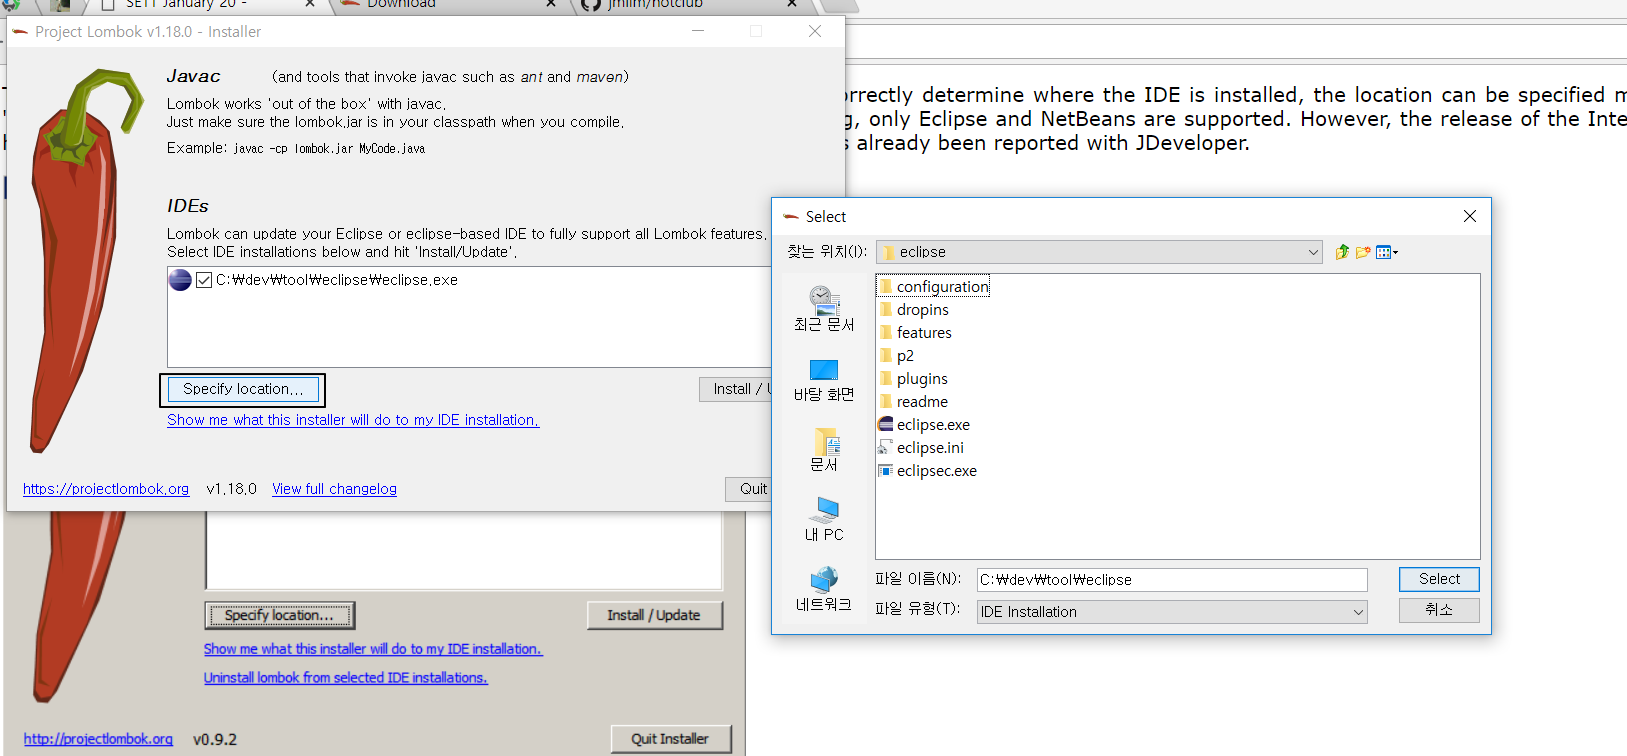 SETT January 20 -
Download
jmlim/hotclub
Project Lombok v1.18.0 - Installer
Javac (and tools that invoke javac such as ant and maven)
Lombok works 'out of the box' with javac.
Just make sure the lombok.jar is in your classpath when you compile.
Example: javac -cp lombok.jar MyCode.java
orrectly determine where the IDE is installed, the location can be specified m
g, only Eclipse and NetBeans are supported. However, the release of the Inte
s already been reported with JDeveloper.
IDEs
Lombok can update your Eclipse or eclipse-based IDE to fully support all Lombok features.
Select IDE installations below and hit 'Install/Update'.
C:₩dev₩tool₩eclipse₩eclipse.exe
Specify location...
Install / U
Show me what this installer will do to my IDE installation.
https://projectlombok.org v1.18.0 View full changelog
Quit
Select
찾는 위치(I): eclipse
최근 문서
바탕 화면
문서
내 PC
네트워크
configuration
dropins
features
p2
plugins
readme
eclipse.exe
eclipse.ini
eclipsec.exe
파일 이름(N): C:₩dev₩tool₩eclipse
Select
파일 유형(T): IDE Installation
취소
Specify location...
Install / Update
Show me what this installer will do to my IDE installation.
Uninstall lombok from selected IDE installations.
http://projectlombok.org v0.9.2
Quit Installer